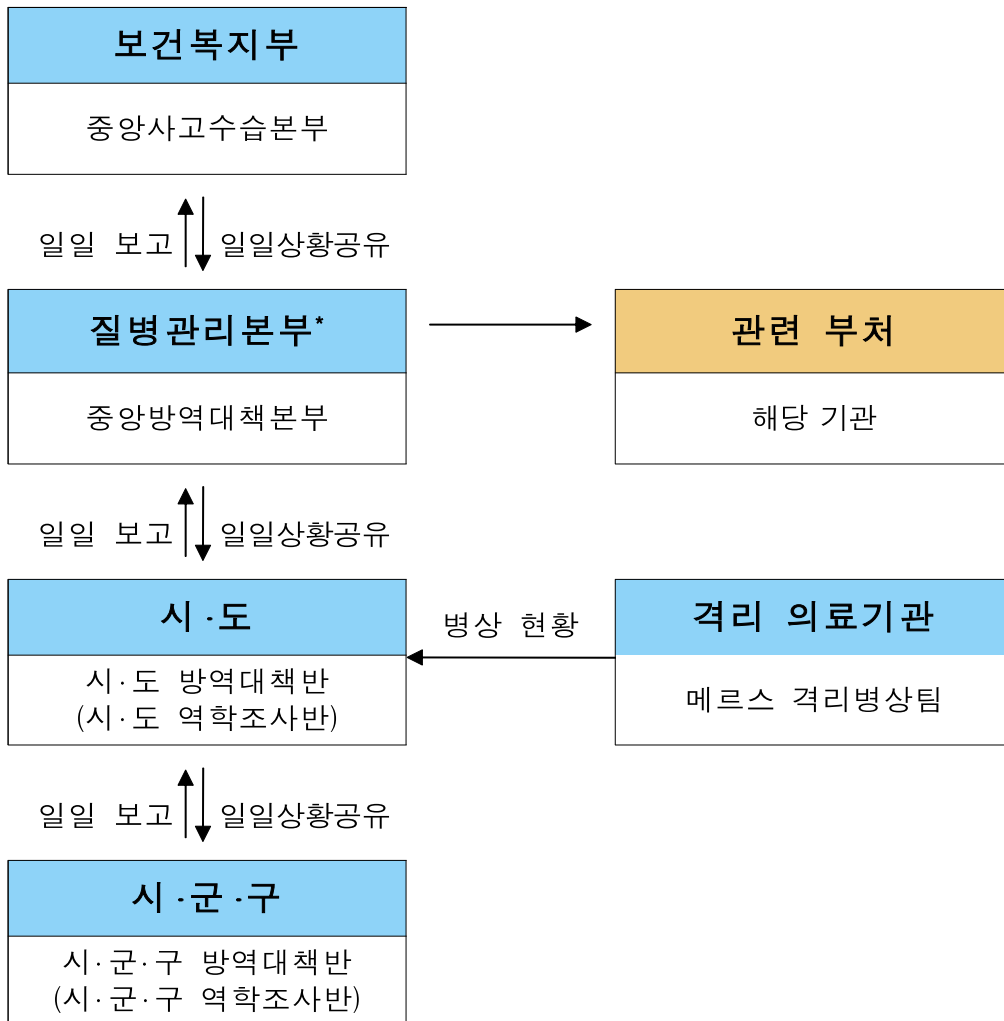 보건복지부
중앙사고수습본부
일일 보고 일일상황공유
질병관리본부*
관련 부처
중앙방역대책본부
해당 기관
일일 보고 일일상황공유
시·도
병상 현황
격리 의료기관
시·도 방역대책반
(시·도 역학조사반)
메르스 격리병상팀
일일 보고 일일상황공유
시·군·구
시·군·구 방역대책반
(시·군·구 역학조사반)